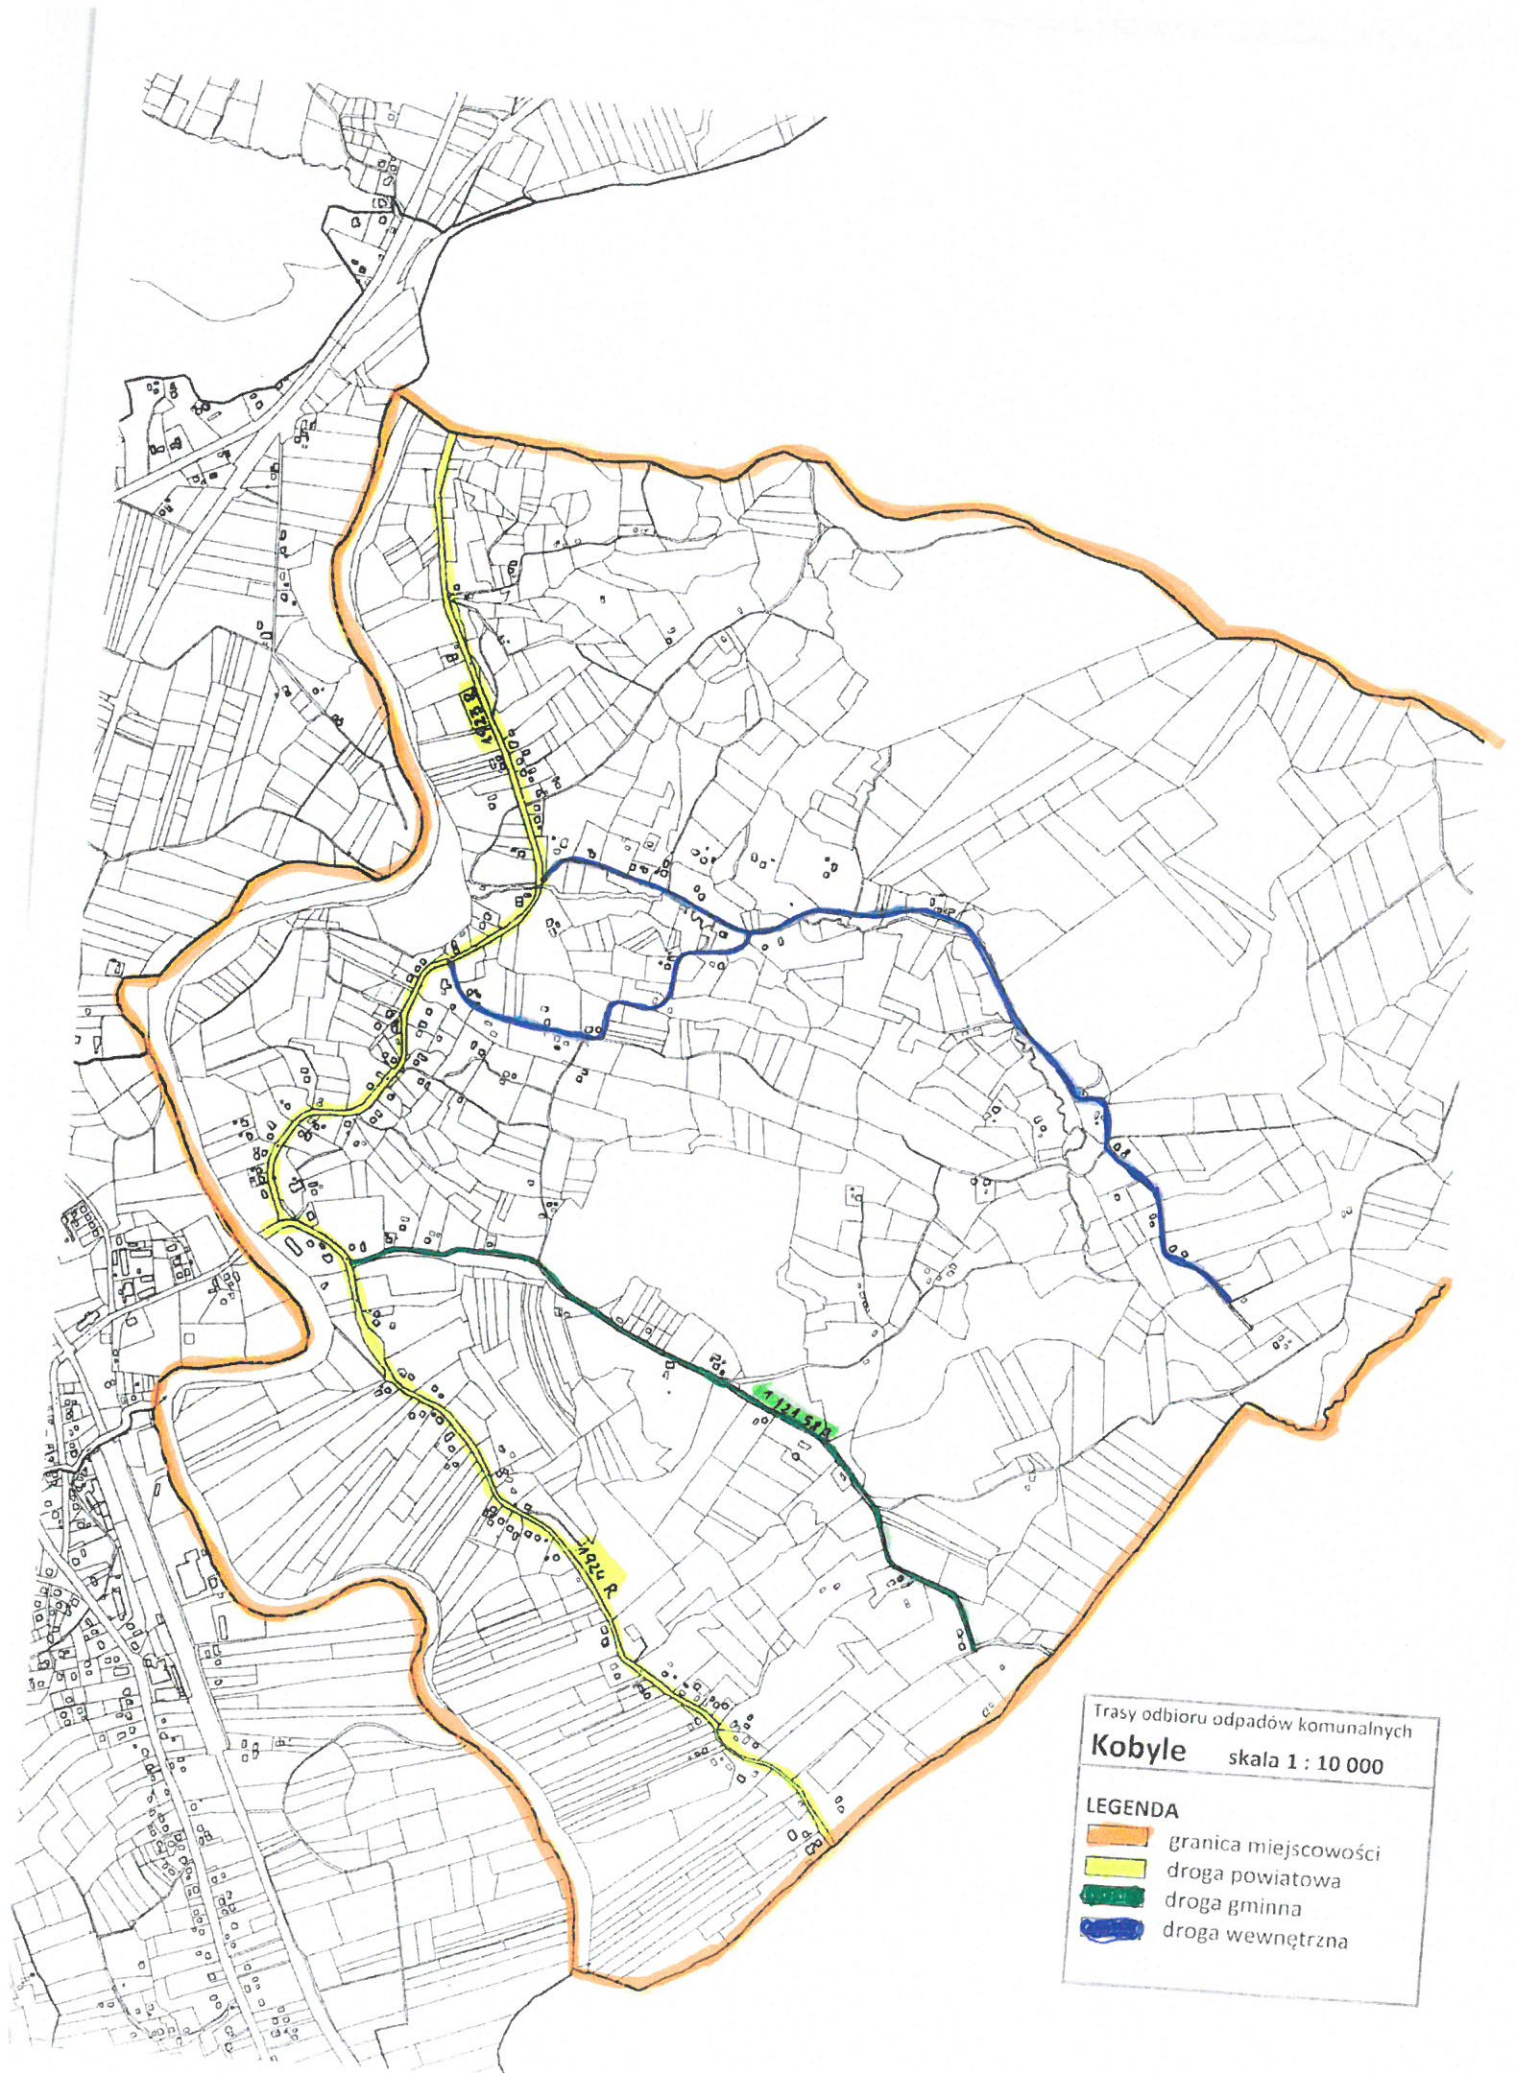 1924 R
Trasy odbioru odpadów komunalnych
Kobyle skala 1 : 10 000
LEGENDA
granica miejscowości
droga powiatowa
droga gminna
droga wewnętrzna